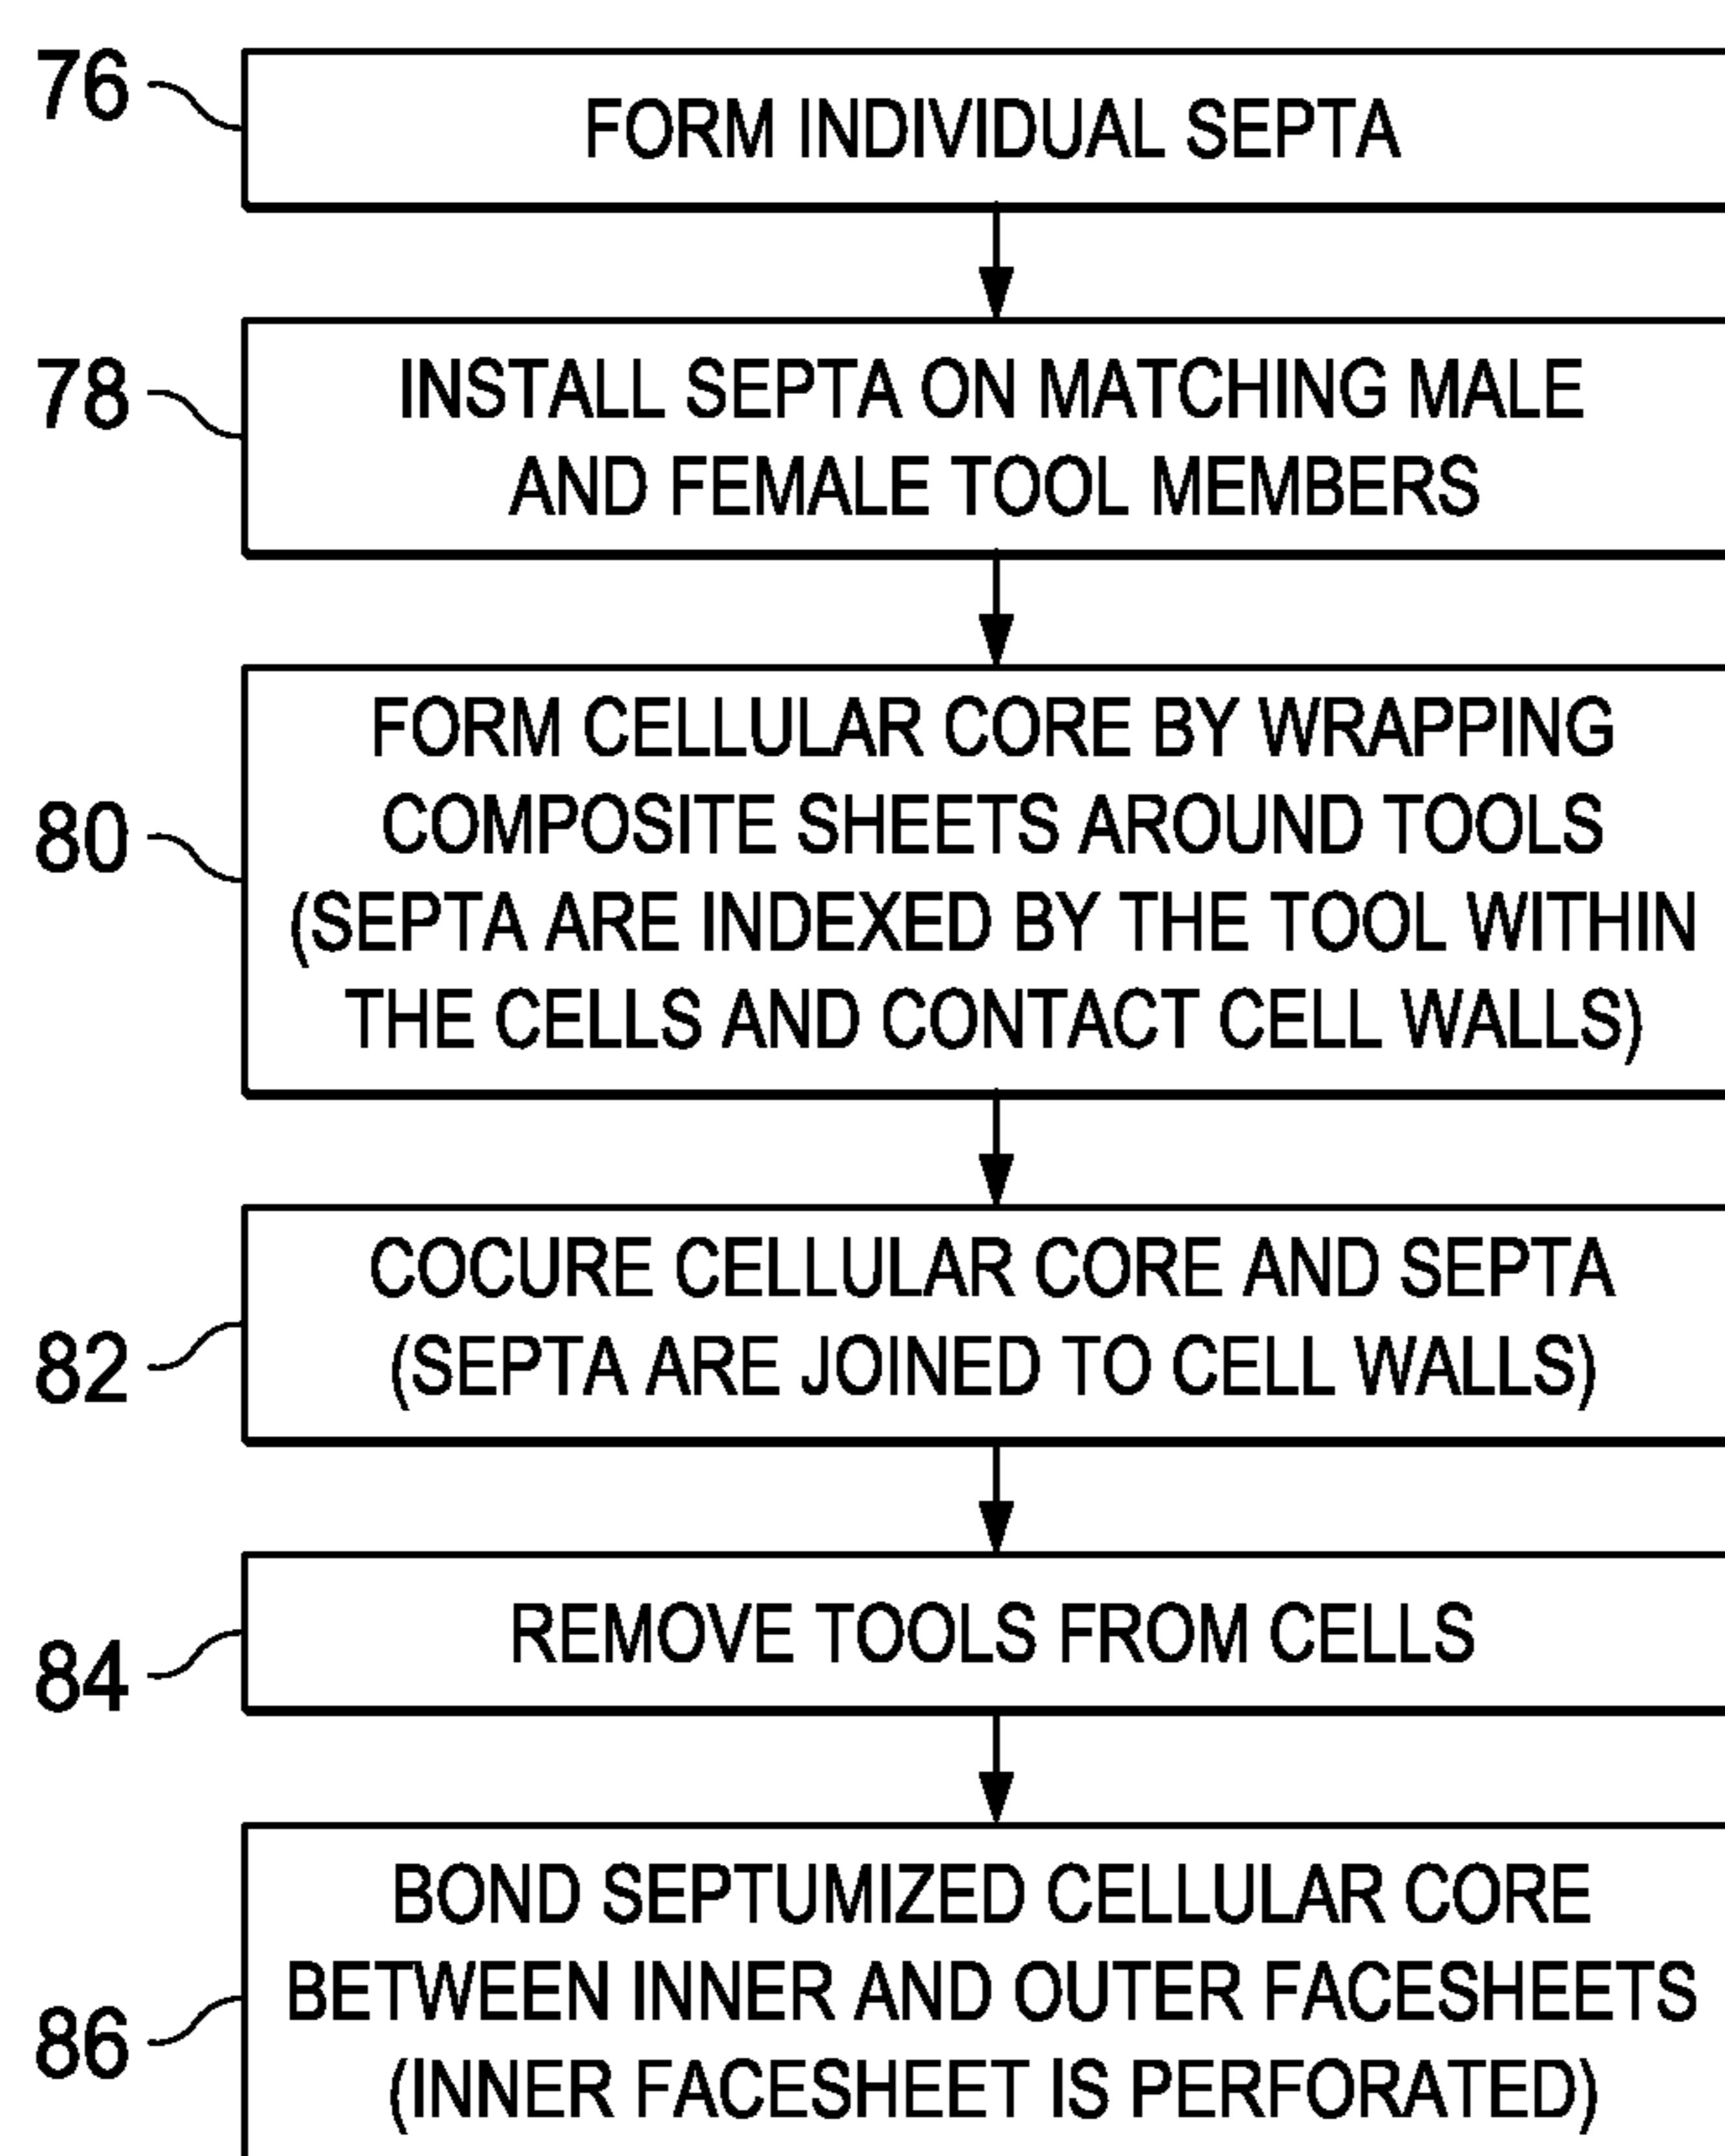 76
FORM INDIVIDUAL SEPTA
78
INSTALL SEPTA ON MATCHING MALE
AND FEMALE TOOL MEMBERS
80
FORM CELLULAR CORE BY WRAPPING
COMPOSITE SHEETS AROUND TOOLS
(SEPTA ARE INDEXED BY THE TOOL WITHIN
THE CELLS AND CONTACT CELL WALLS)
82
COCURE CELLULAR CORE AND SEPTA
(SEPTA ARE JOINED TO CELL WALLS)
84
REMOVE TOOLS FROM CELLS
86
BOND SEPTUMIZED CELLULAR CORE
BETWEEN INNER AND OUTER FACESHEETS
(INNER FACESHEET IS PERFORATED)